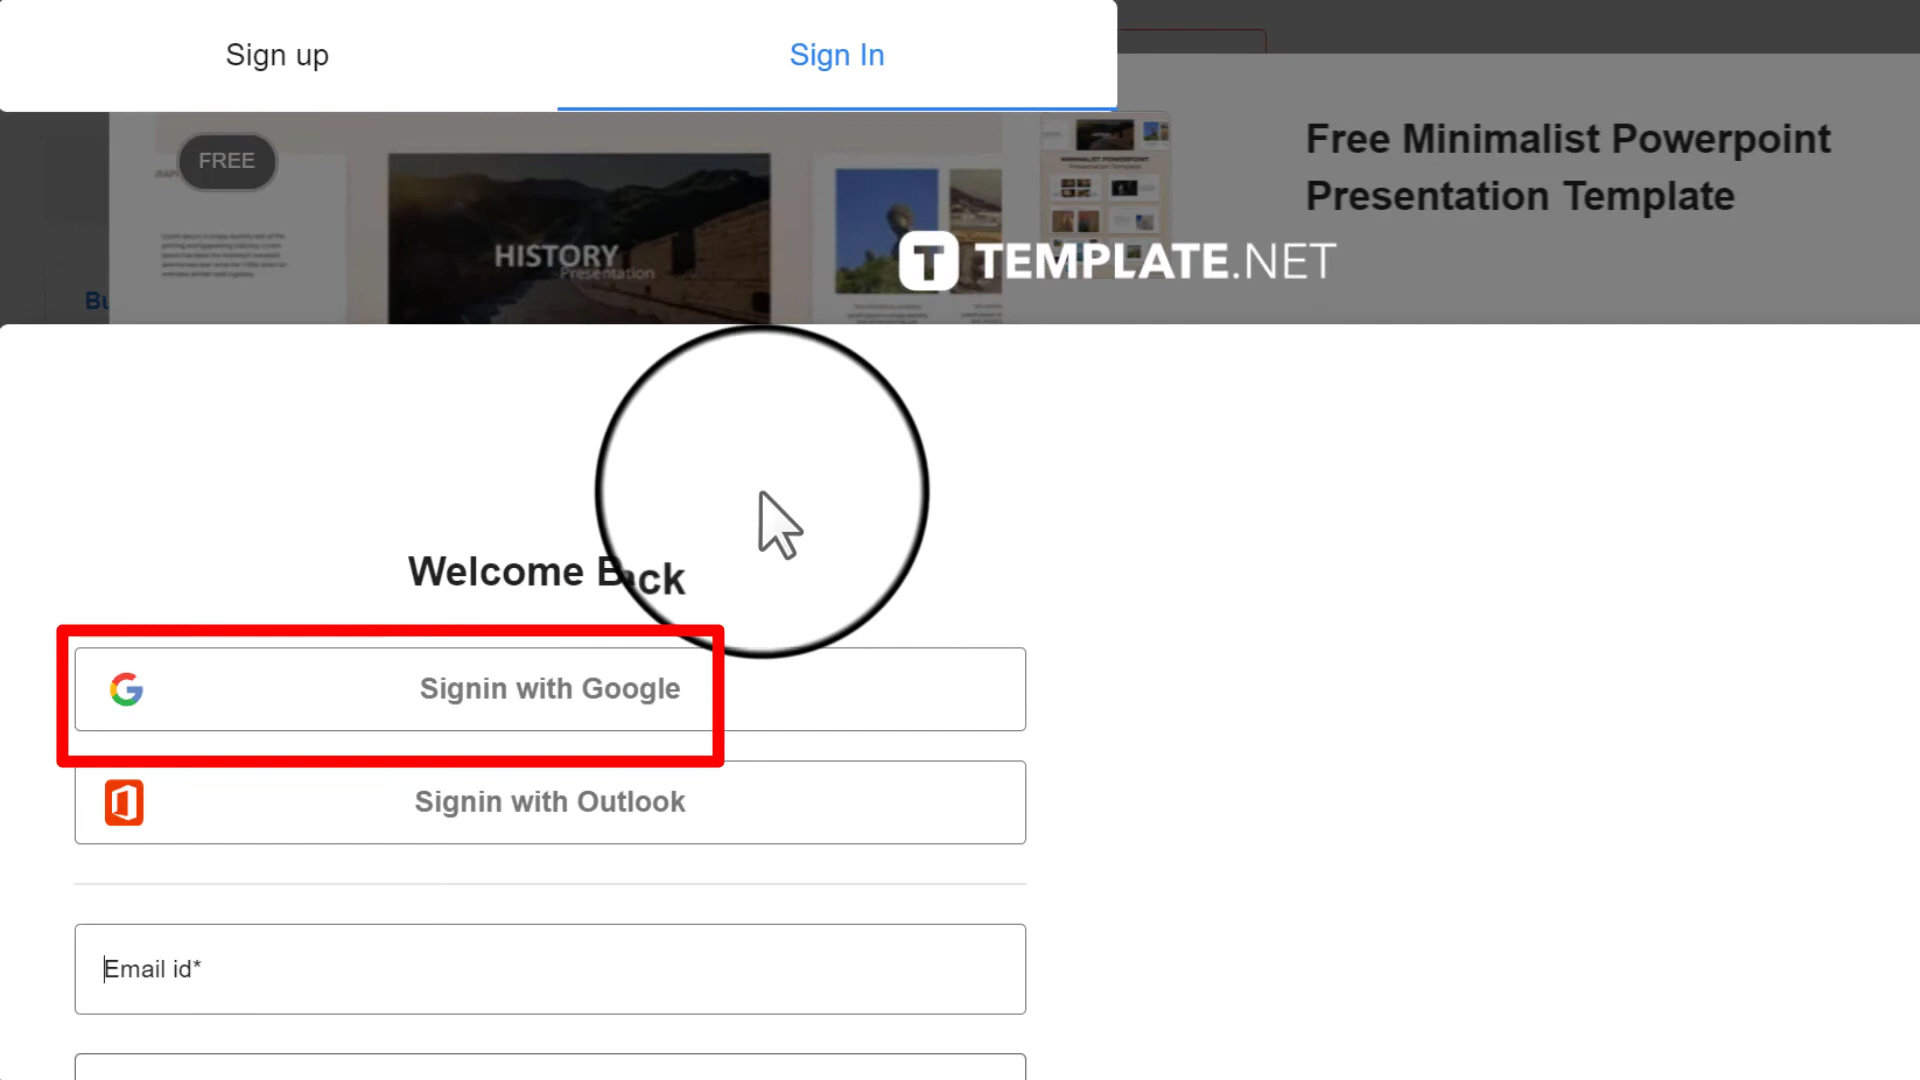 Sign up
Sign In
FREE
Free Minimalist Powerpoint
Presentation Template
HISTORY
Presentation
TEMPLATE.NET
Bu
Welcome Back
Signin with Google
Signin with Outlook
Email id*